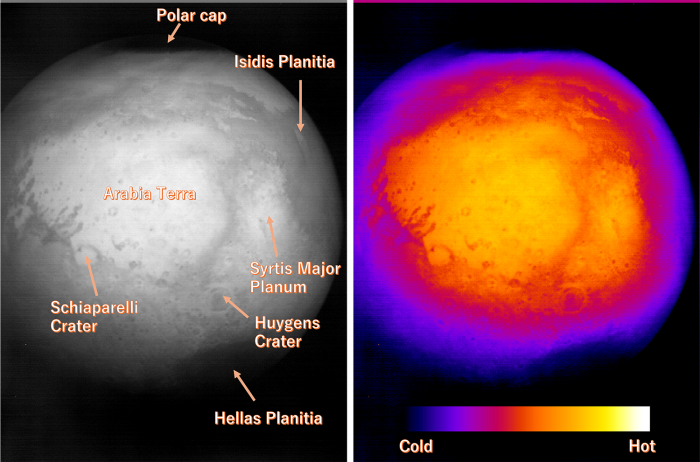 Polar cap
Isidis Planitia
Arabia Terra
Syrtis Major
Planum
Schiaparelli
Crater
Huygens
Crater
Hellas Planitia
Cold
Hot